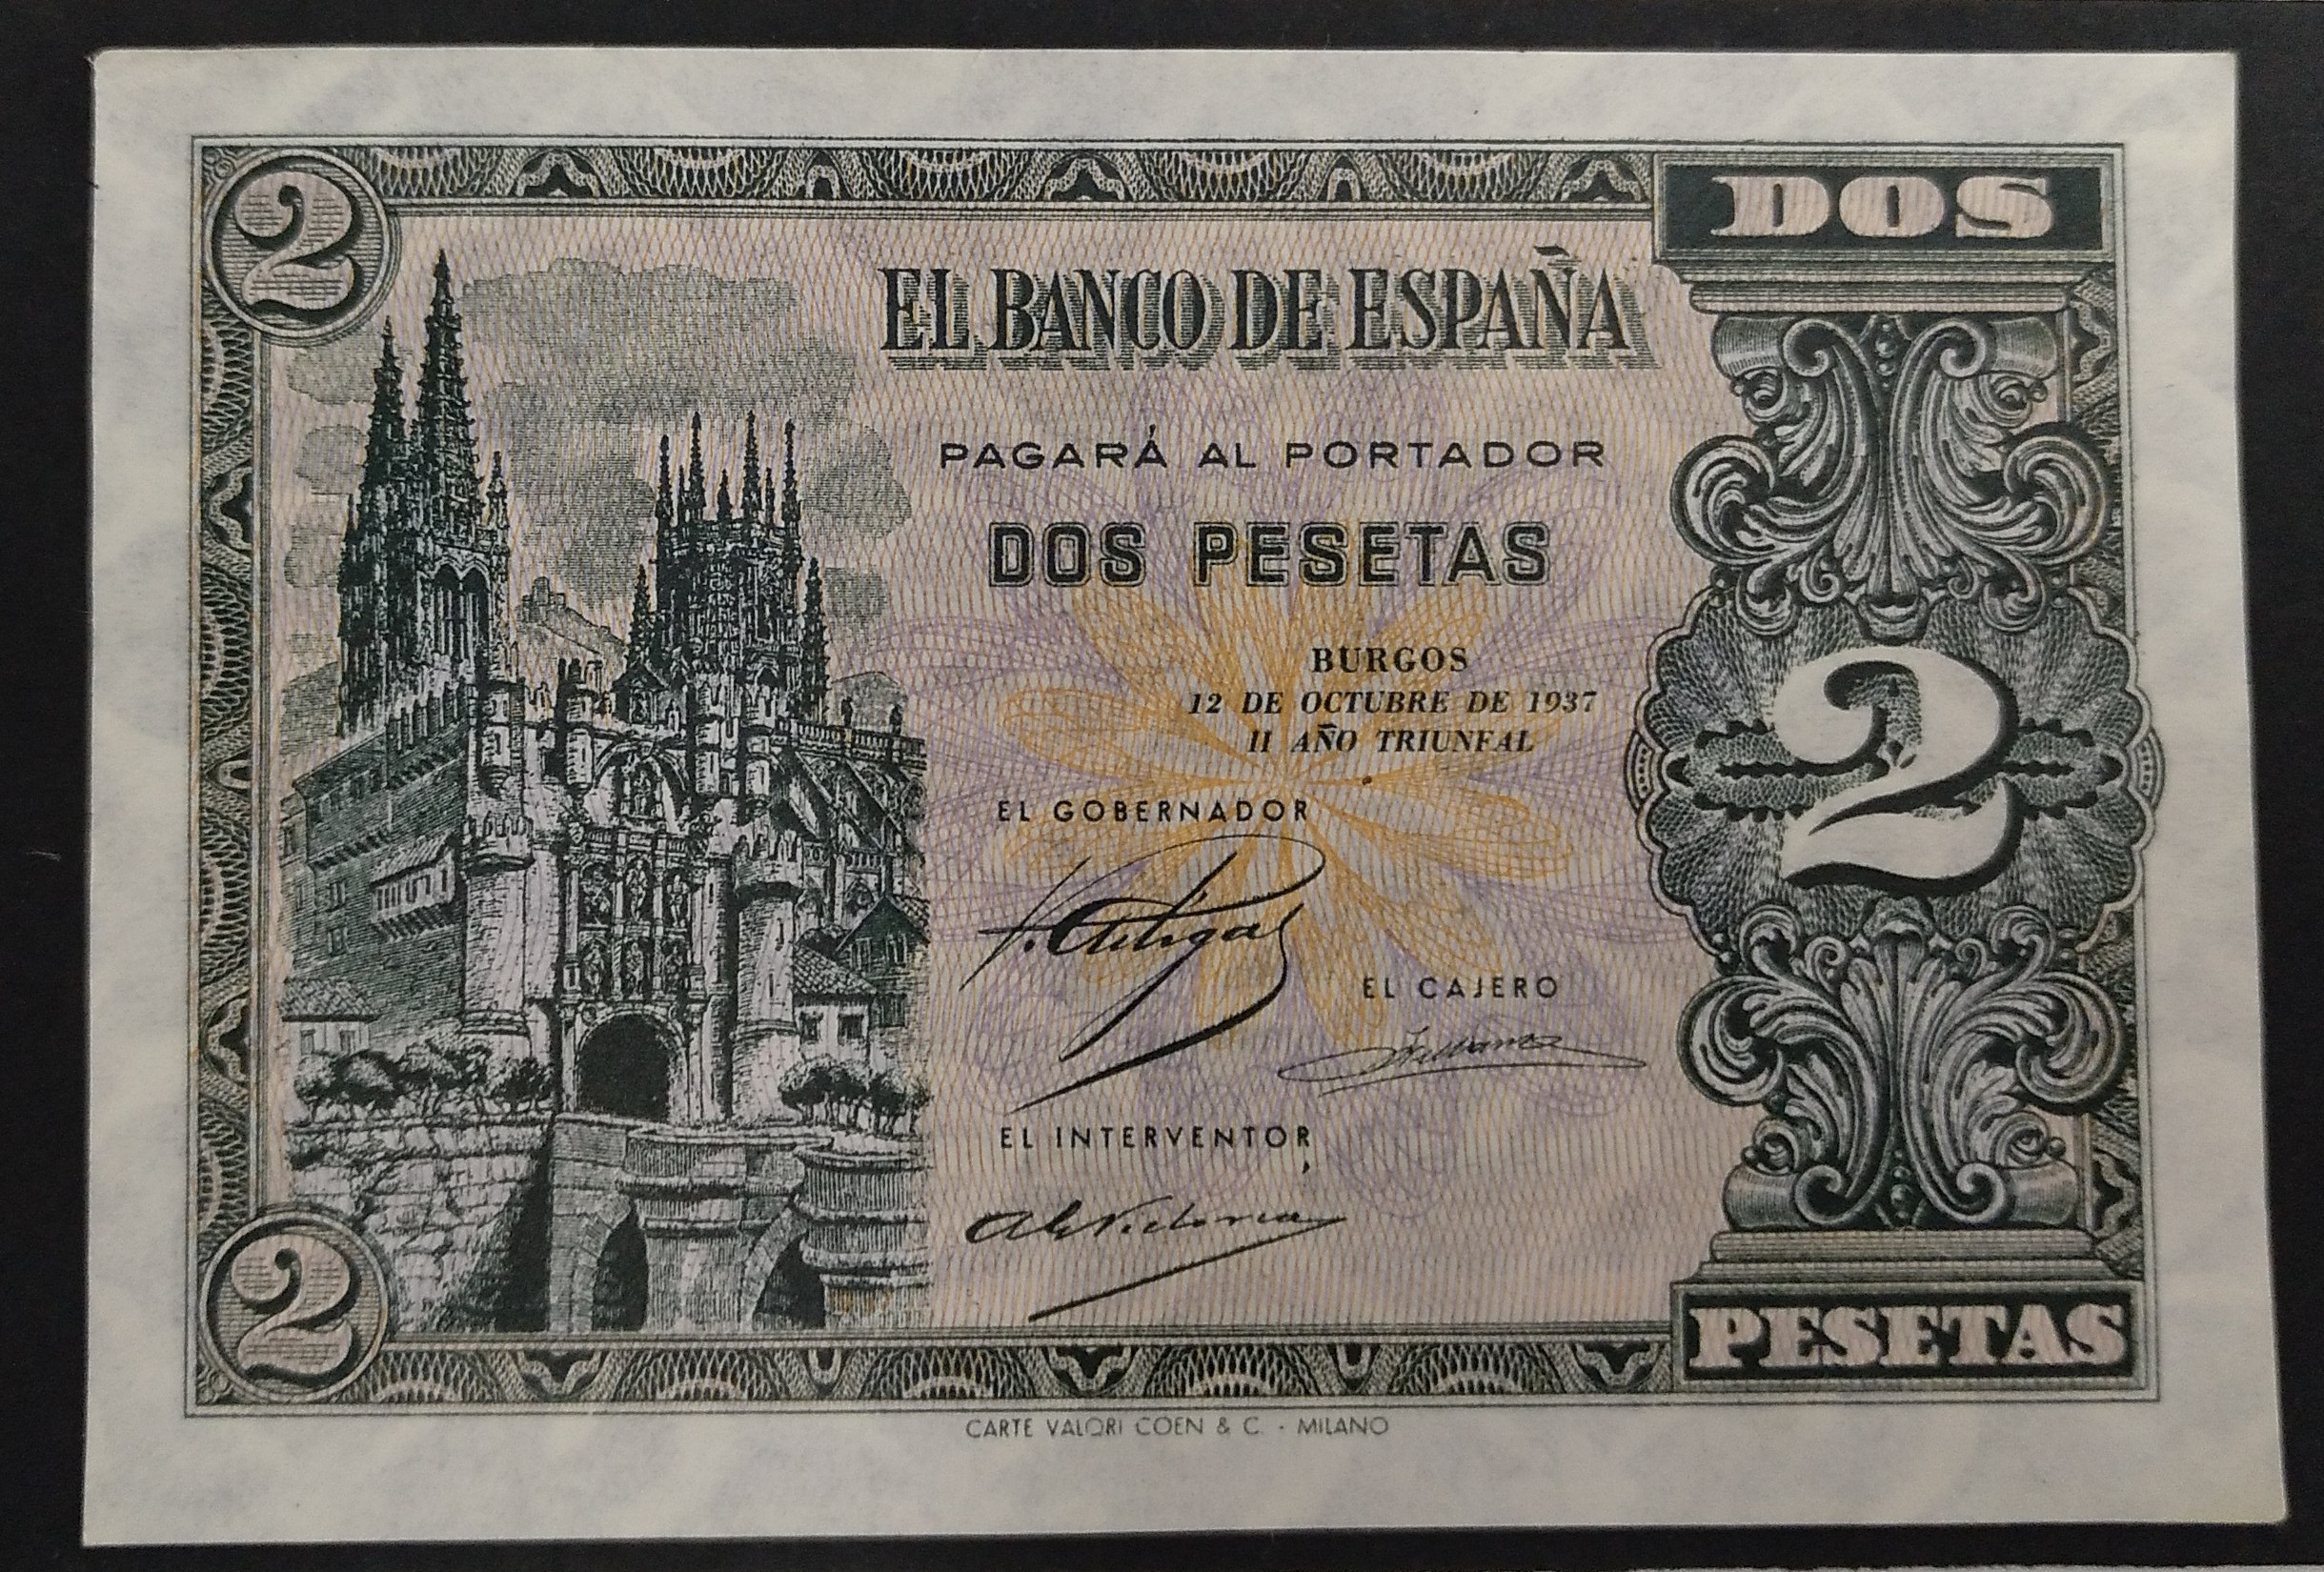 2
DOS
EL BANCO DE ESPAÑA
PAGARÁ AL PORTADOR
DOS PESETAS
BURGOS
12 DE OCTUBRE DE 1937
II AÑO TRIUNFAL
2
EL GOBERNADOR
EL CAJERO
EL INTERVENTOR
2
PESETAS
CARTE VALORI COEN & C. - MILANO